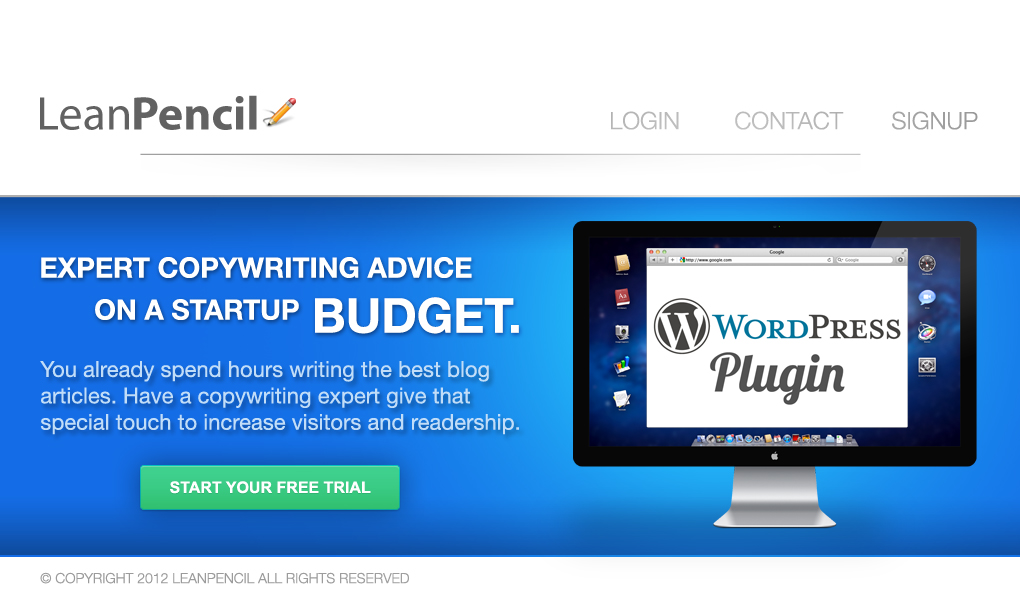 LeanPencil
LOGIN CONTACT SIGNUP
EXPERT COPYWRITING ADVICE
ON A STARTUP BUDGET.
You already spend hours writing the best blog
articles. Have a copywriting expert give that
special touch to increase visitors and readership.
START YOUR FREE TRIAL
Google
http://www.google.com
Google
WORDPRESS
Plugin
© COPYRIGHT 2012 LEANPENCIL ALL RIGHTS RESERVED